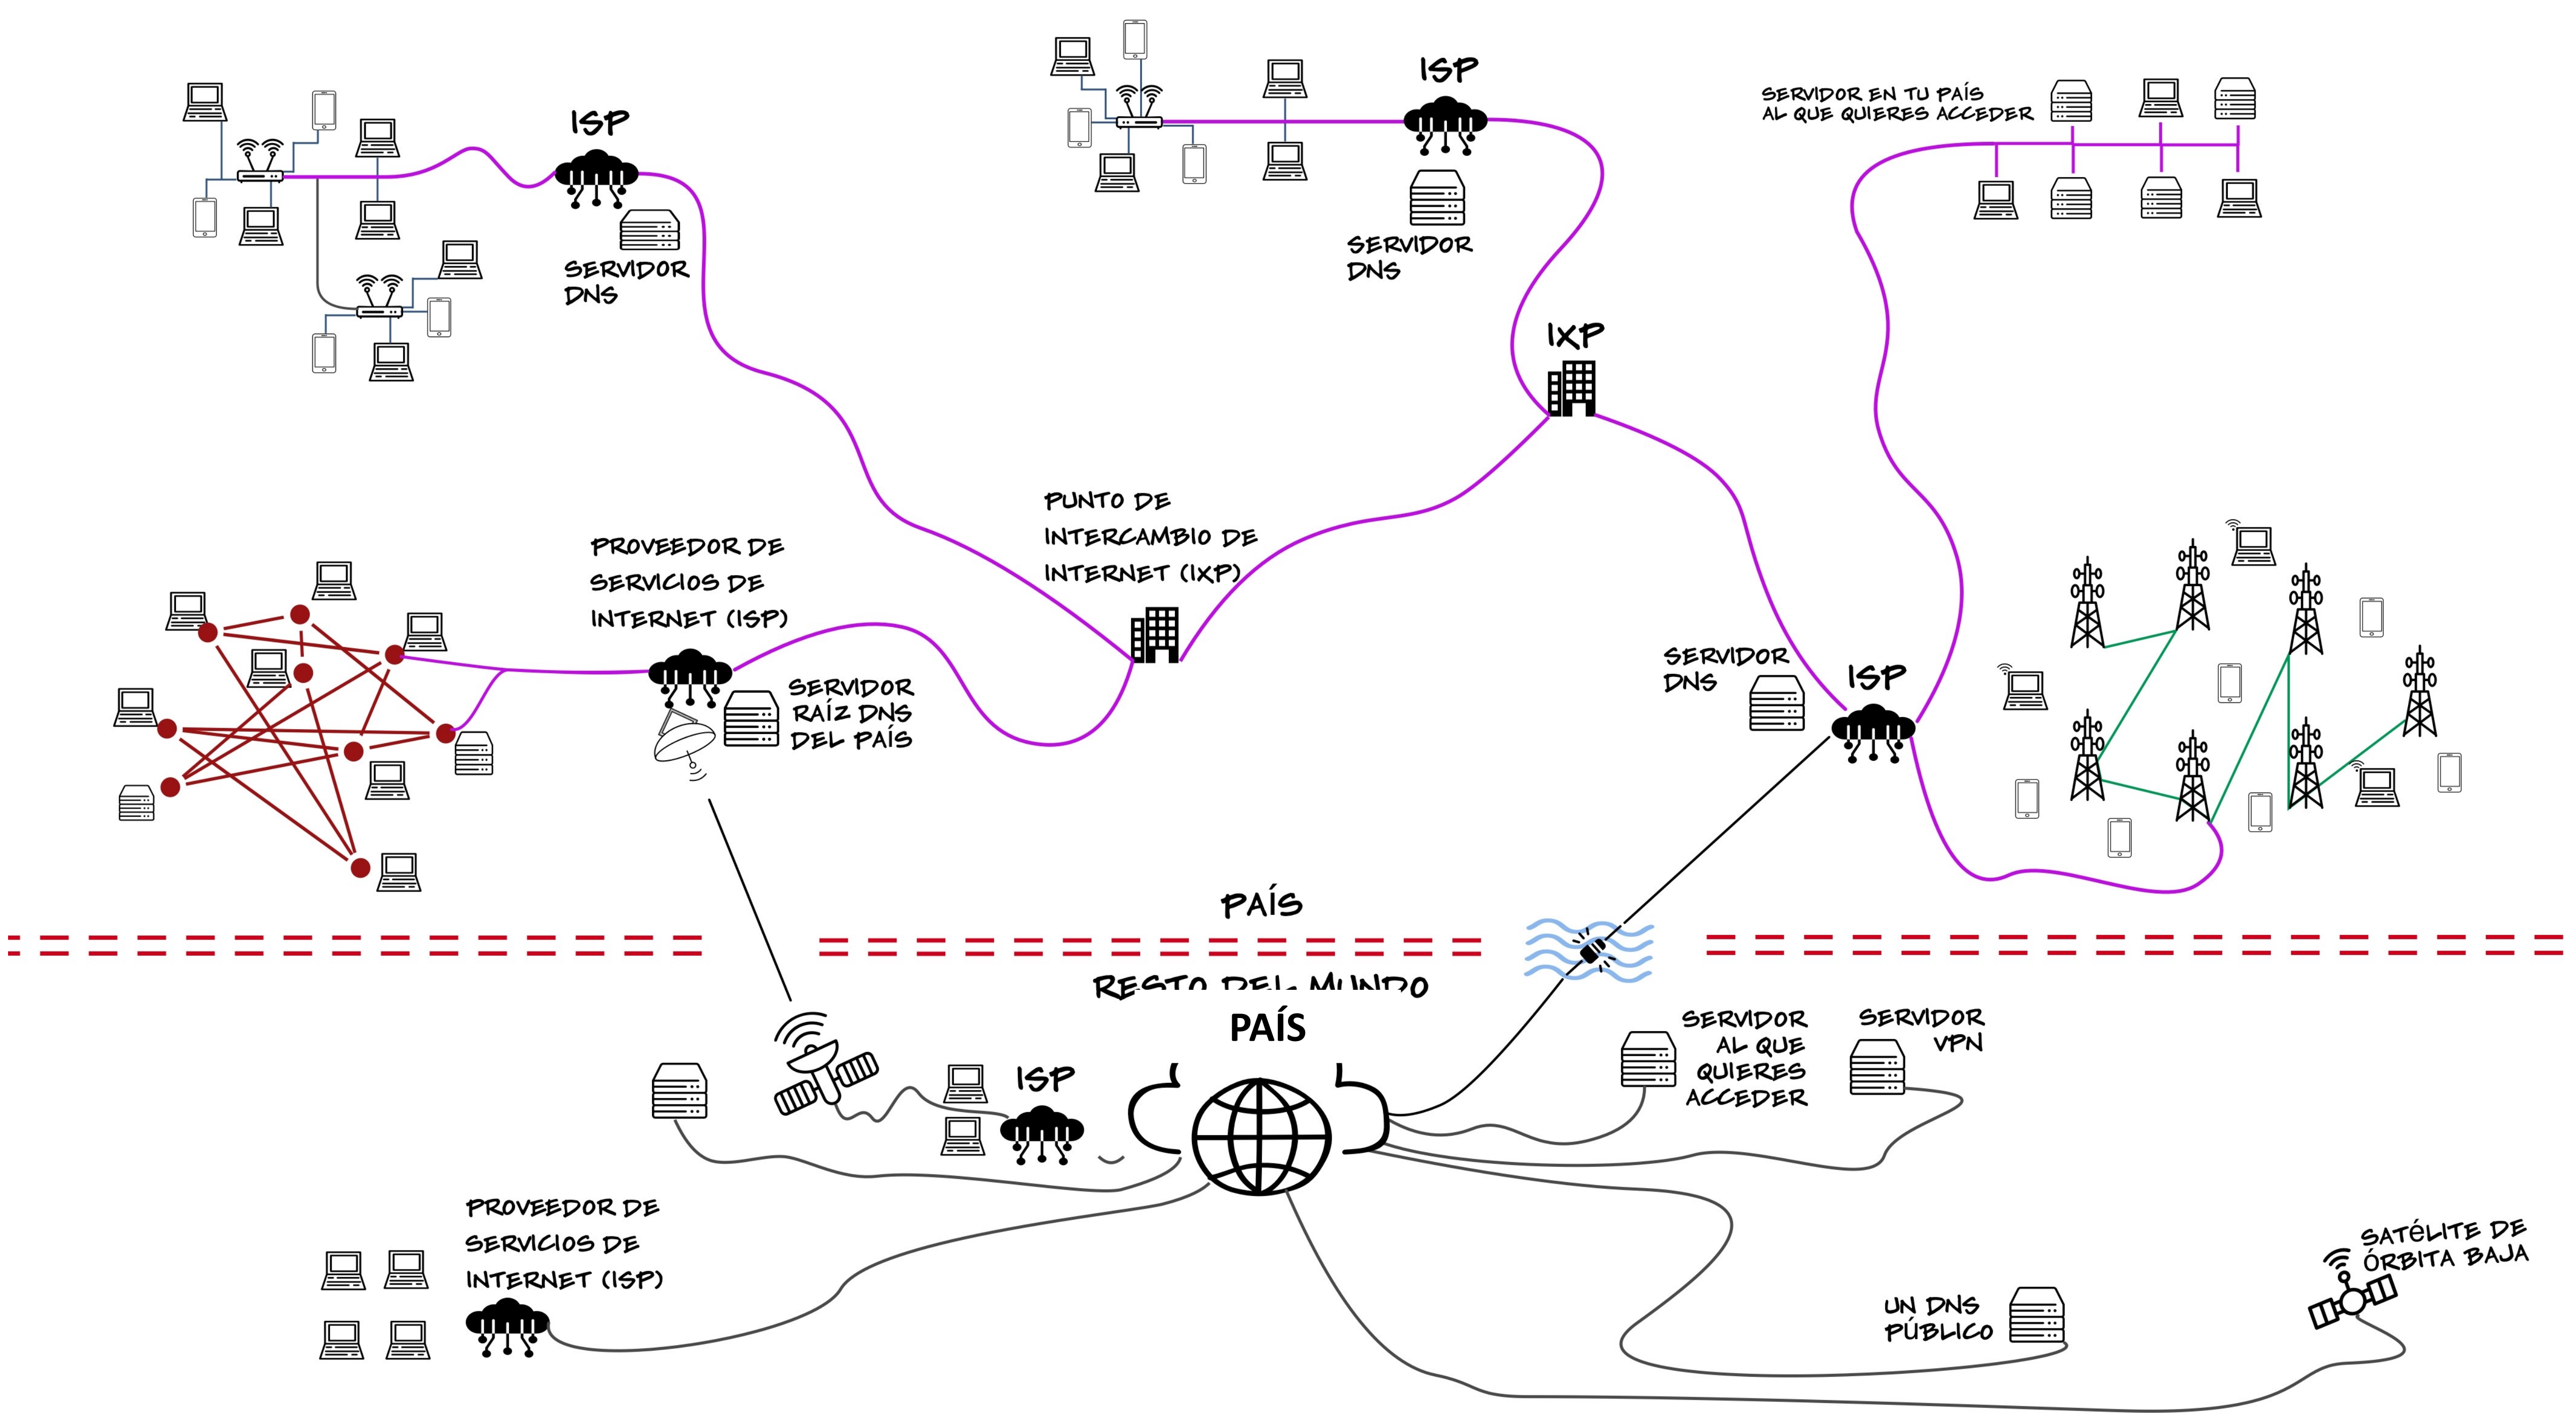 ISP
SERVIDOR
DNS
ISP
SERVIDOR
DNS
SERVIDOR EN TU PAÍS
AL QUE QUIERES ACCEDER
IXP
PUNTO DE
INTERCAMBIO DE
INTERNET (IXP)
PROVEEDOR DE
SERVICIOS DE
INTERNET (ISP)
SERVIDOR
RAÍZ DNS
DEL PAÍS
SERVIDOR
DNS
ISP
PAÍS
RESTO DEL MUNDO
PAÍS
ISP
SERVIDOR
AL QUE
QUIERES
ACCEDER
SERVIDOR
VPN
PROVEEDOR DE
SERVICIOS DE
INTERNET (ISP)
UN DNS
PÚBLICO
SATÉLITE DE
ÓRBITA BAJA